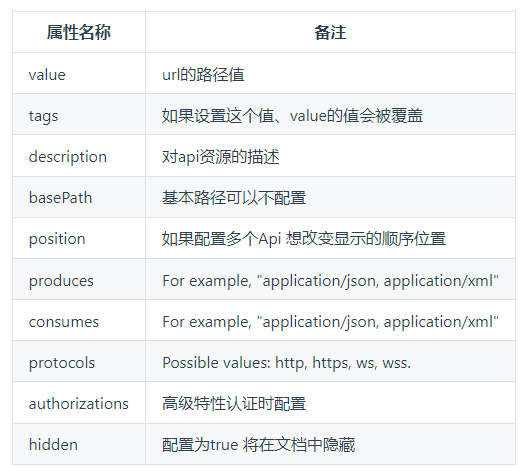 属性名称 备注
value url的路径值
tags 如果设置这个值、value的值会被覆盖
description 对api资源的描述
basePath 基本路径可以不配置
position 如果配置多个Api 想改变显示的顺序位置
produces For example, "application/json, application/xml"
consumes For example, "application/json, application/xml"
protocols Possible values: http, https, ws, wss.
authorizations 高级特性认证时配置
hidden 配置为true 将在文档中隐藏